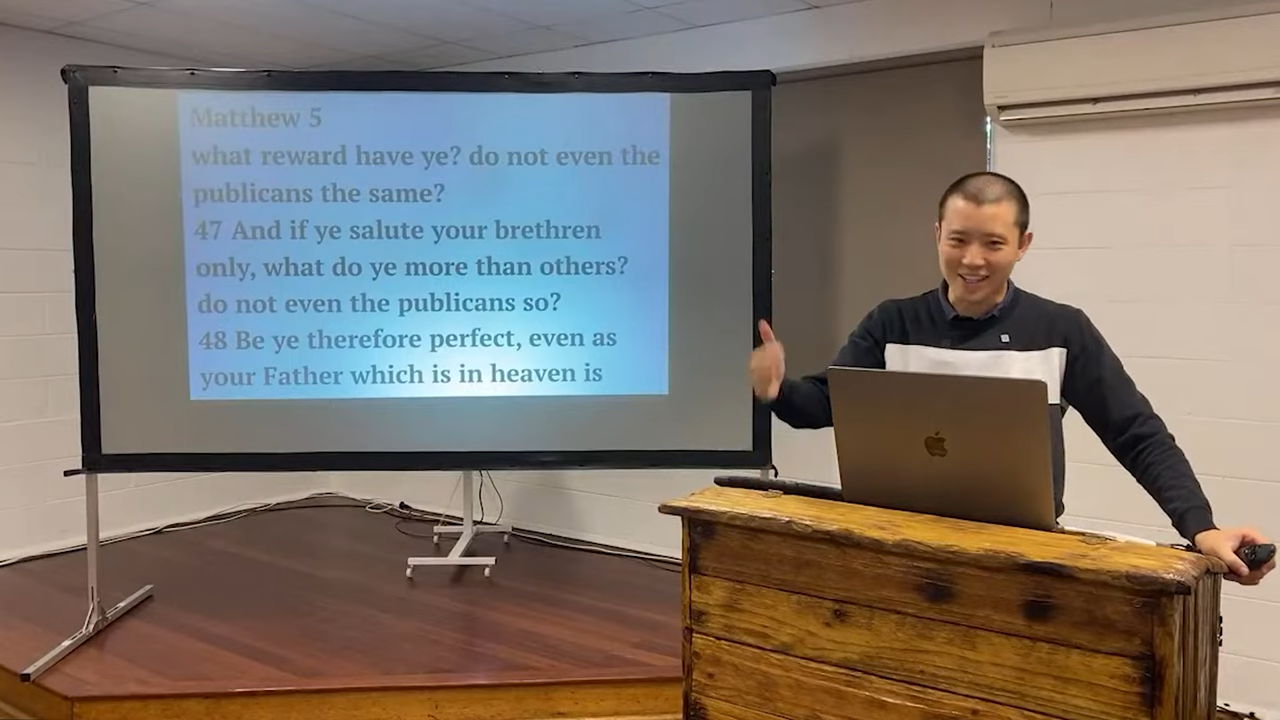 Matthew 5
what reward have ye? do not even the
publicans the same?
47 And if ye salute your brethren
only, what do ye more than others?
do not even the publicans so?
48 Be ye therefore perfect, even as
your Father which is in heaven is